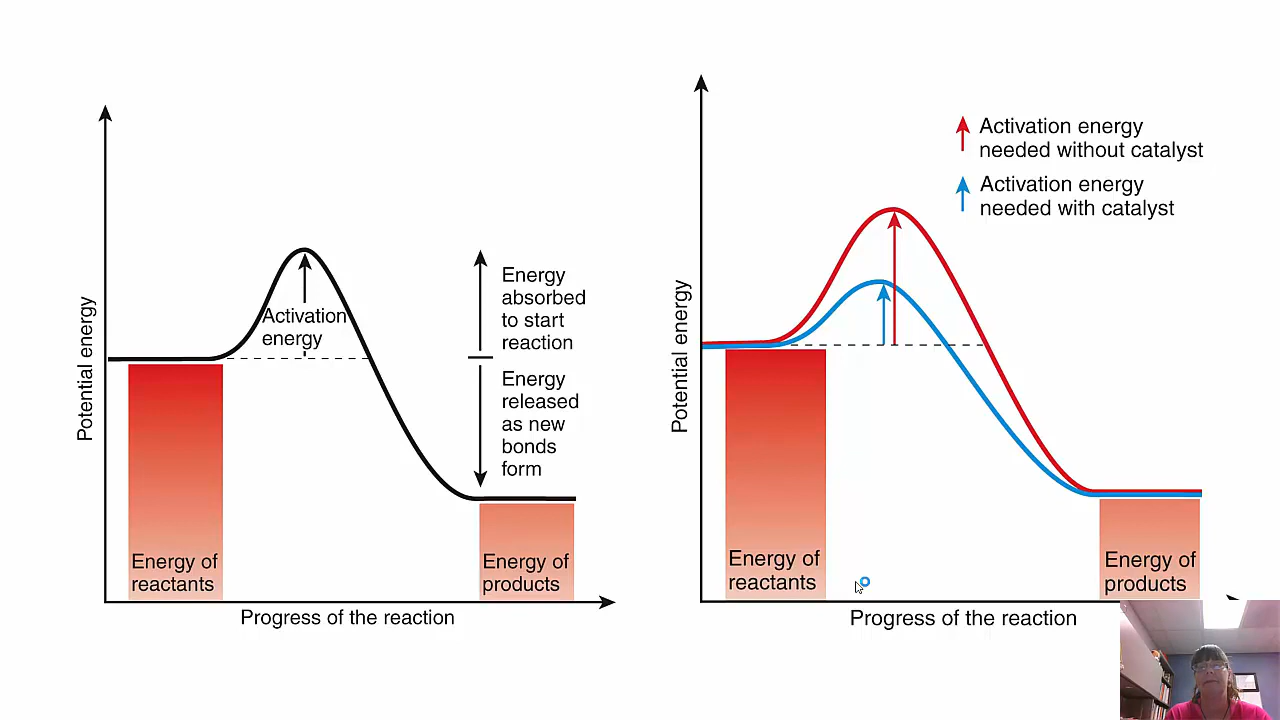 Potential energy
Activation
energy
Energy
absorbed
to start
reaction
Energy
released
as new
bonds
form
Energy of
reactants
Energy of
products
Progress of the reaction
Potential energy
Activation energy
needed without catalyst
Activation energy
needed with catalyst
Energy of
reactants
Energy of
products
Progress of the reaction